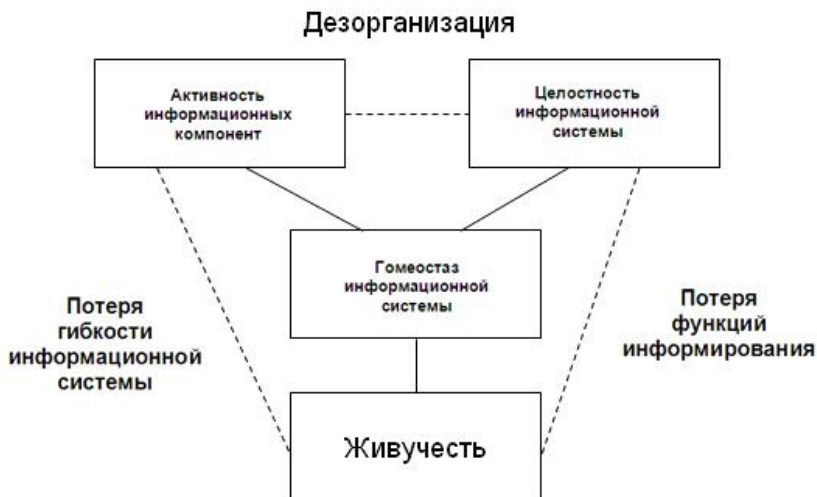 Дезорганизация
Активность
информационных
компонент
Целостность
информационной
системы
Гомеостаз
информационной
системы
Потеря
гибкости
информационной
системы
Потеря
функций
информирования
Живучесть